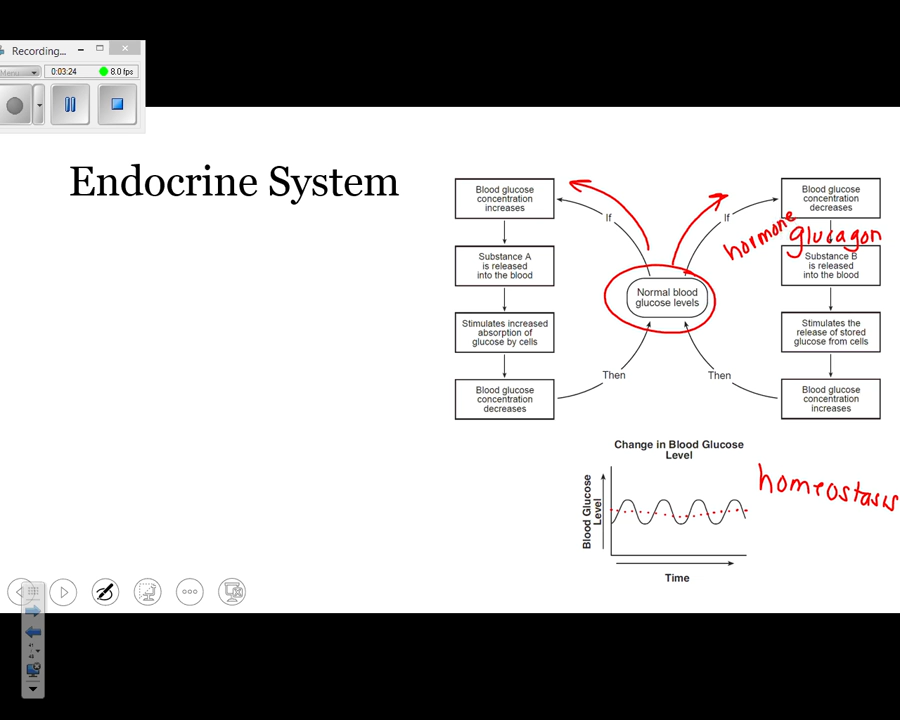 Recording...
Menu
0:03:24
8.0 fps
Endocrine System
Blood glucose
concentration
increases
If
If
Blood glucose
concentration
decreases
hormone
glucagon
Substance A
is released
into the blood
Normal blood
glucose levels
Substance B
is released
into the blood
Stimulates increased
absorption of
glucose by cells
Stimulates the
release of stored
glucose from cells
Then
Then
Blood glucose
concentration
decreases
Blood glucose
concentration
increases
Change in Blood Glucose
Level
Blood Glucose
Level
Time
homeostasis